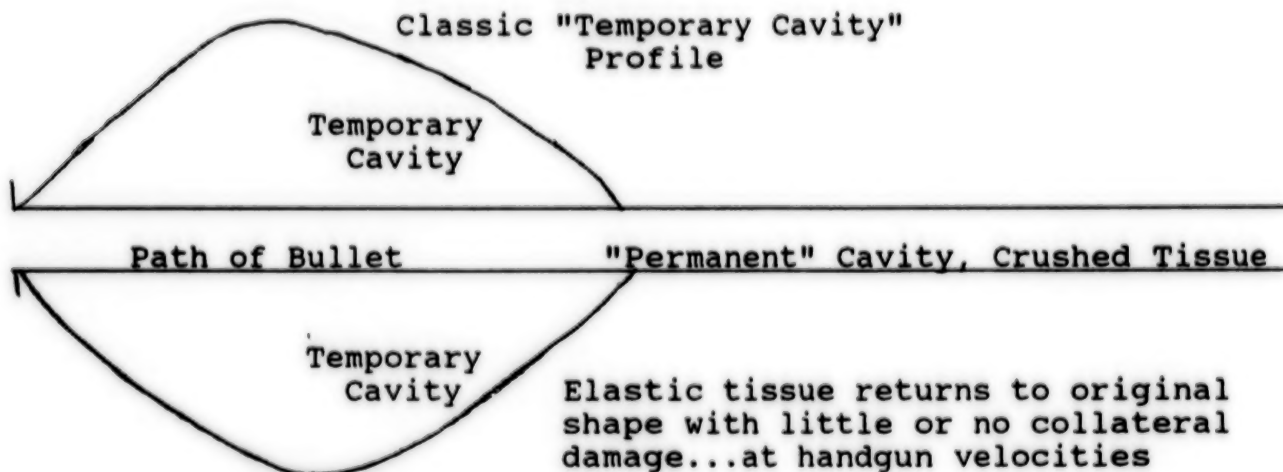 Classic "Temporary Cavity"
Profile
Temporary
Cavity
Path of Bullet "Permanent" Cavity, Crushed Tissue
Temporary
Cavity
Elastic tissue returns to original
shape with little or no collateral
damage...at handgun velocities